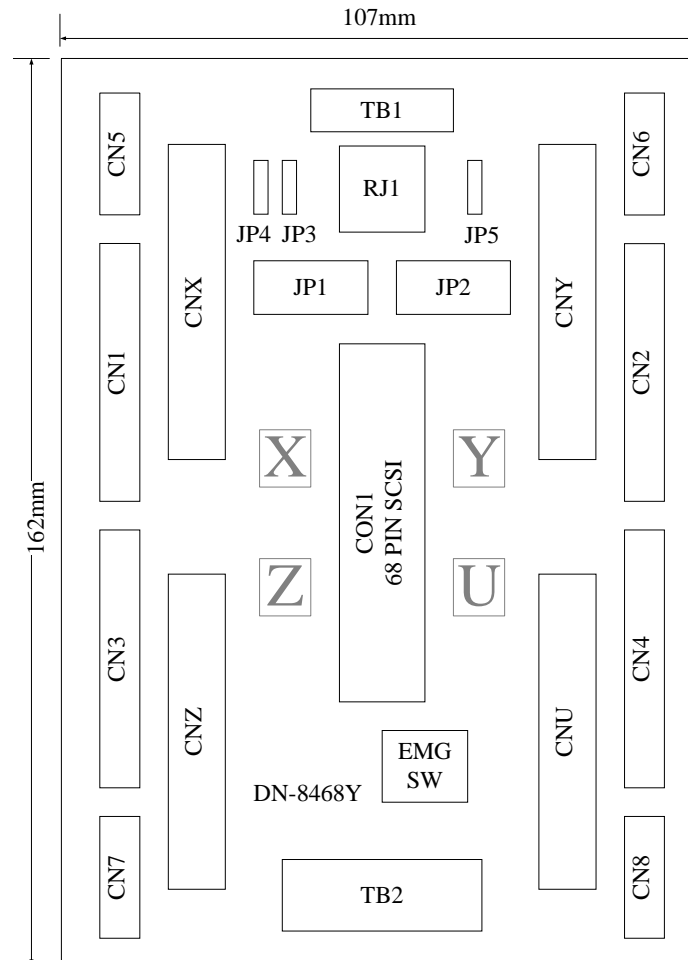 107mm
TB1
CN5
CN6
RJ1
JP4
JP3
JP5
CNX
JP1
JP2
CNY
CN1
CN2
X
Y
CON1
68 PIN SCSI
162mm
Z
U
CN3
CN4
CNZ
CNU
EMG
SW
DN-8468Y
CN7
TB2
CN8